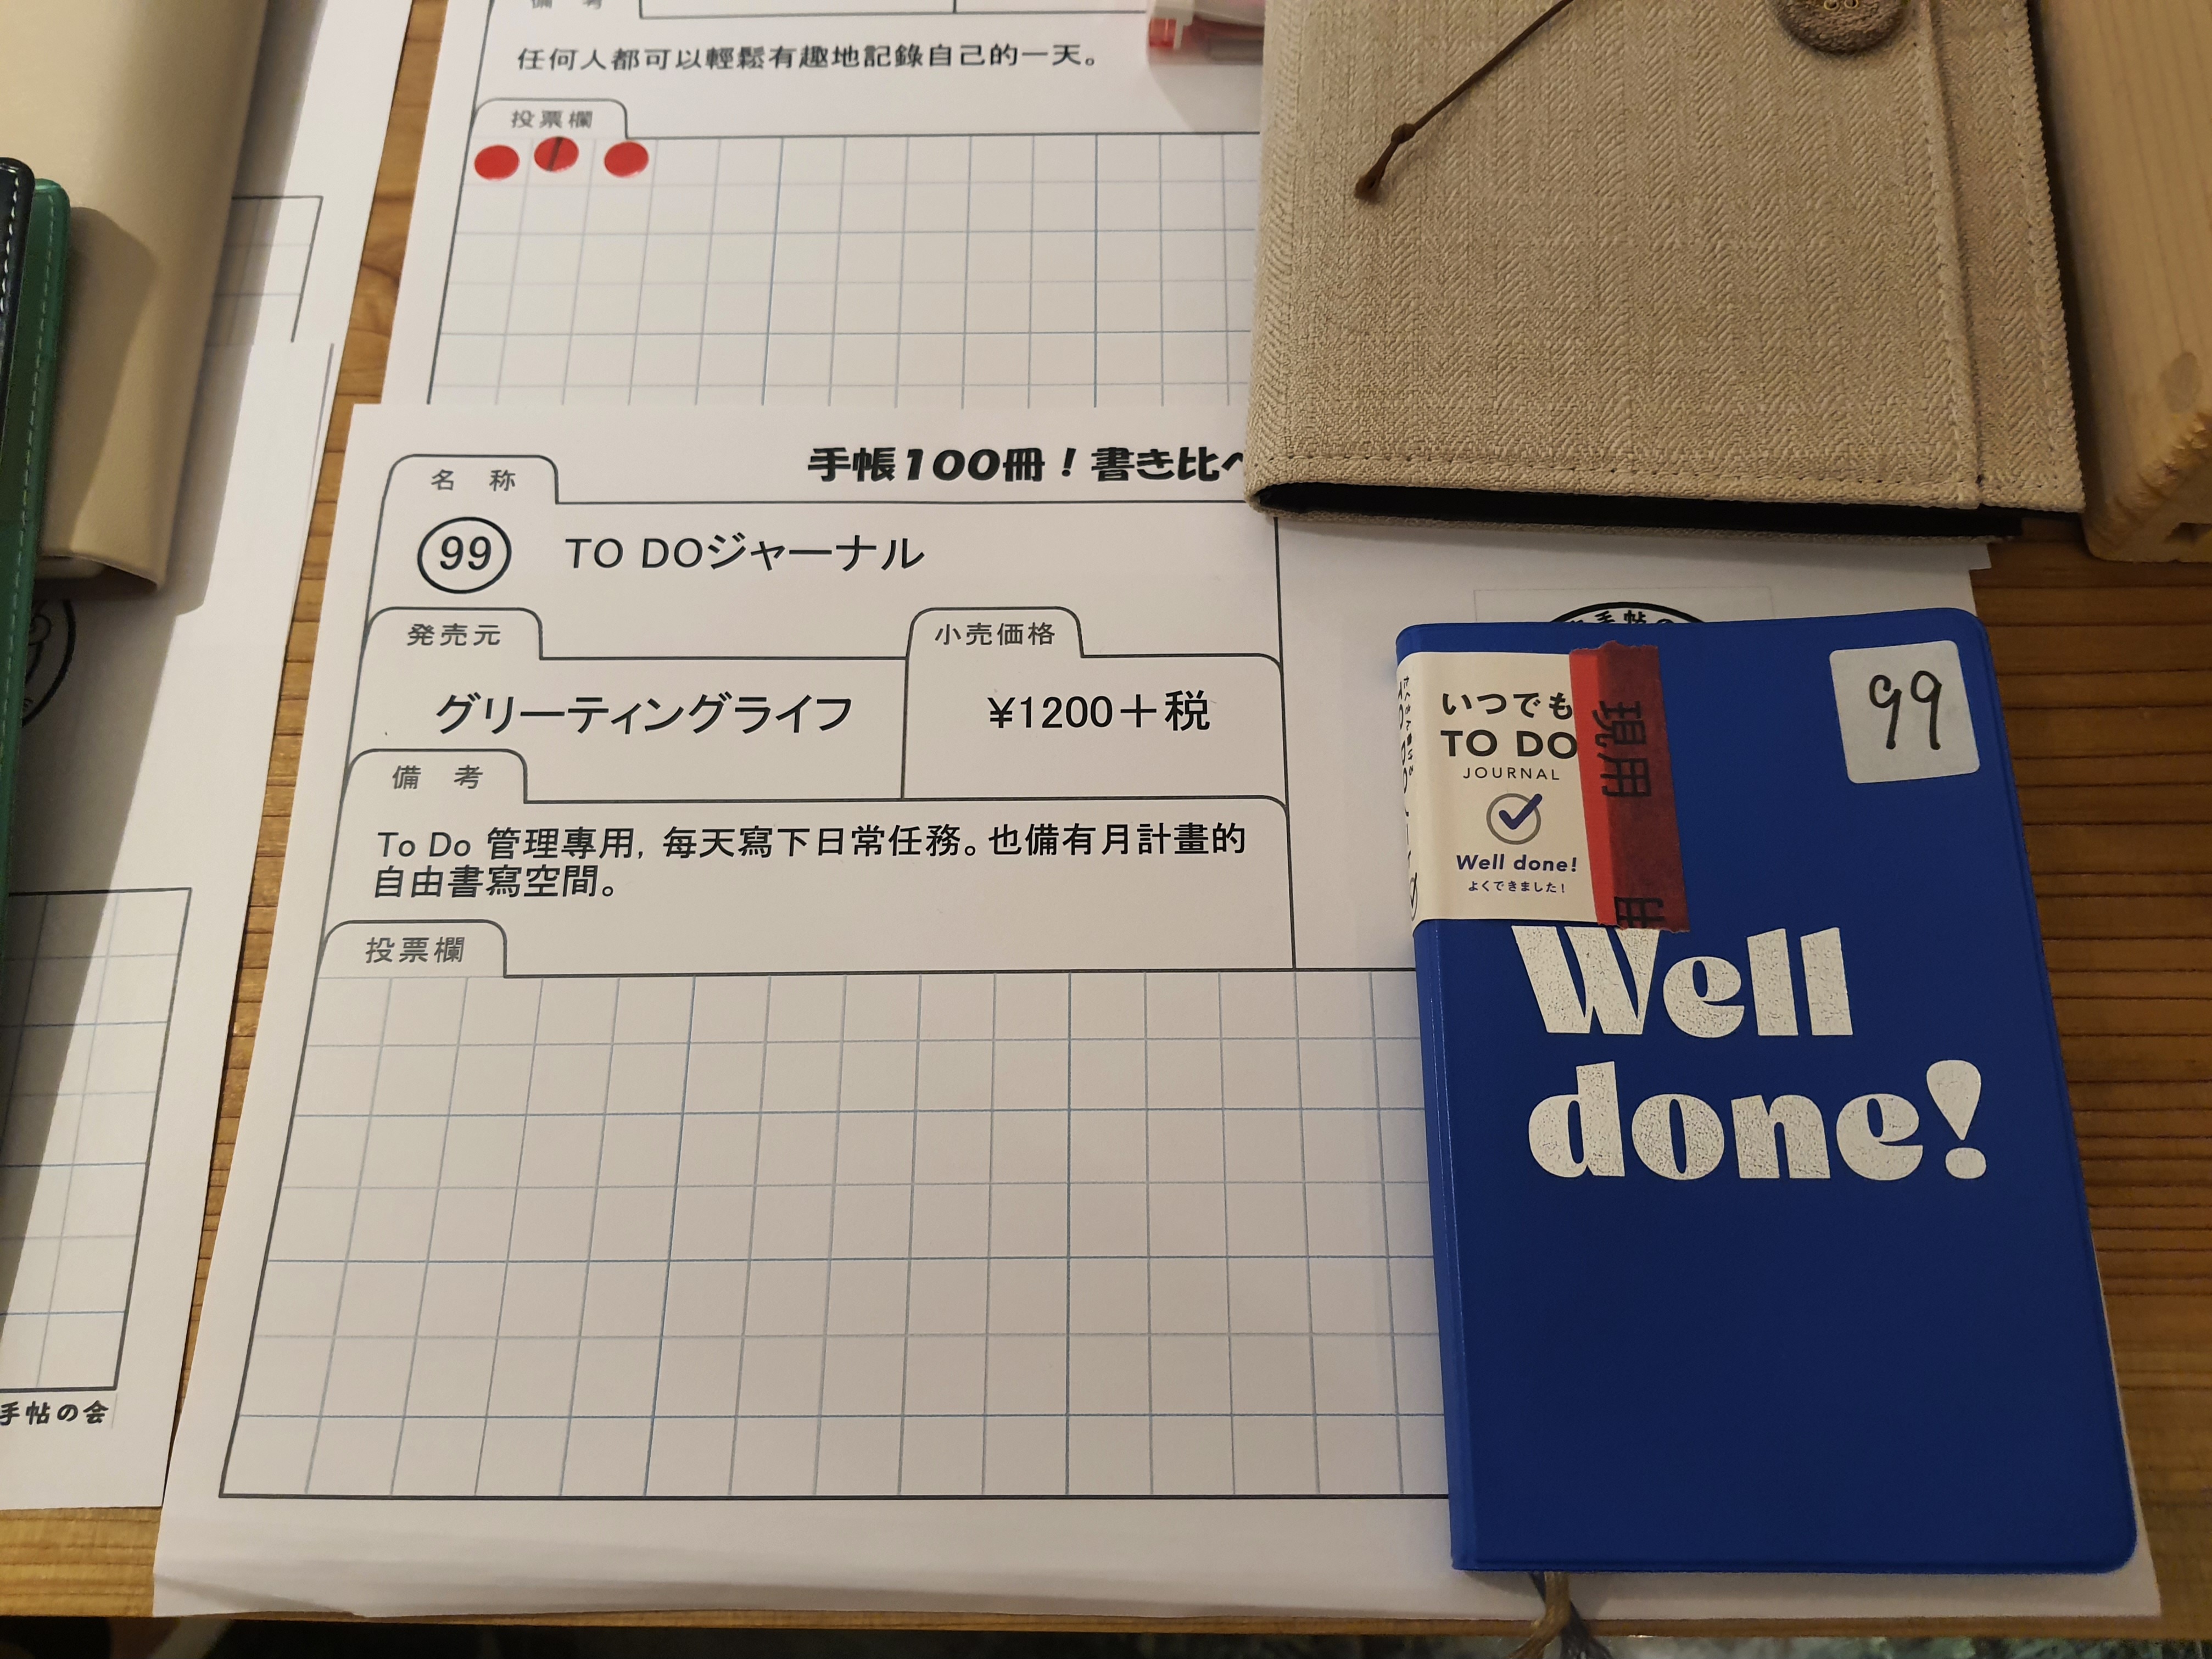 備 考
任何人都可以輕鬆有趣地記錄自己的一天。
投票欄
手帳100冊！書き比べ
名 称
99 TO DOジャーナル
発売元
小売価格
グリーティングライフ
¥1200＋税
備 考
To Do 管理專用, 每天寫下日常任務。也備有月計畫的
自由書寫空間。
投票欄
手帖の
いつでも
TO DO
JOURNAL
Well done!
よくできました！
現用
99
Well
done!
手帖の会